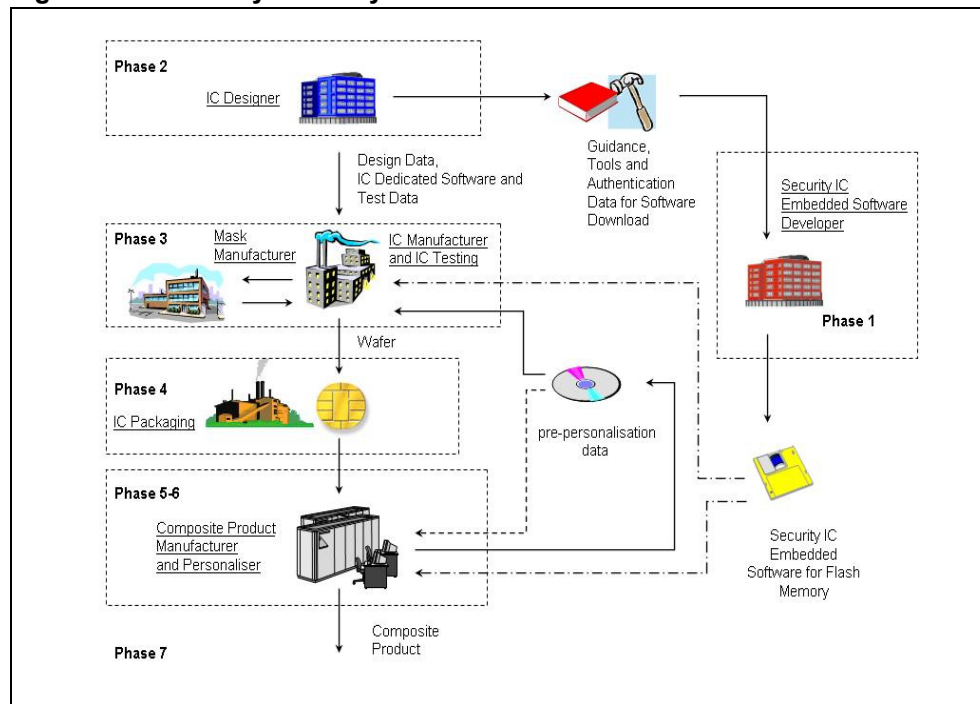 Phase 2
IC Designer
Guidance,
Tools and
Authentication
Data for Software
Download
Design Data,
IC Dedicated Software and
Test Data
Security IC
Embedded Software
Developer
Phase 1
Phase 3
Mask
Manufacturer
IC Manufacturer
and IC Testing
Wafer
Phase 4
IC Packaging
pre-personalisation
data
Phase 5-6
Composite Product
Manufacturer
and Personaliser
Security IC
Embedded
Software for Flash
Memory
Composite
Product
Phase 7